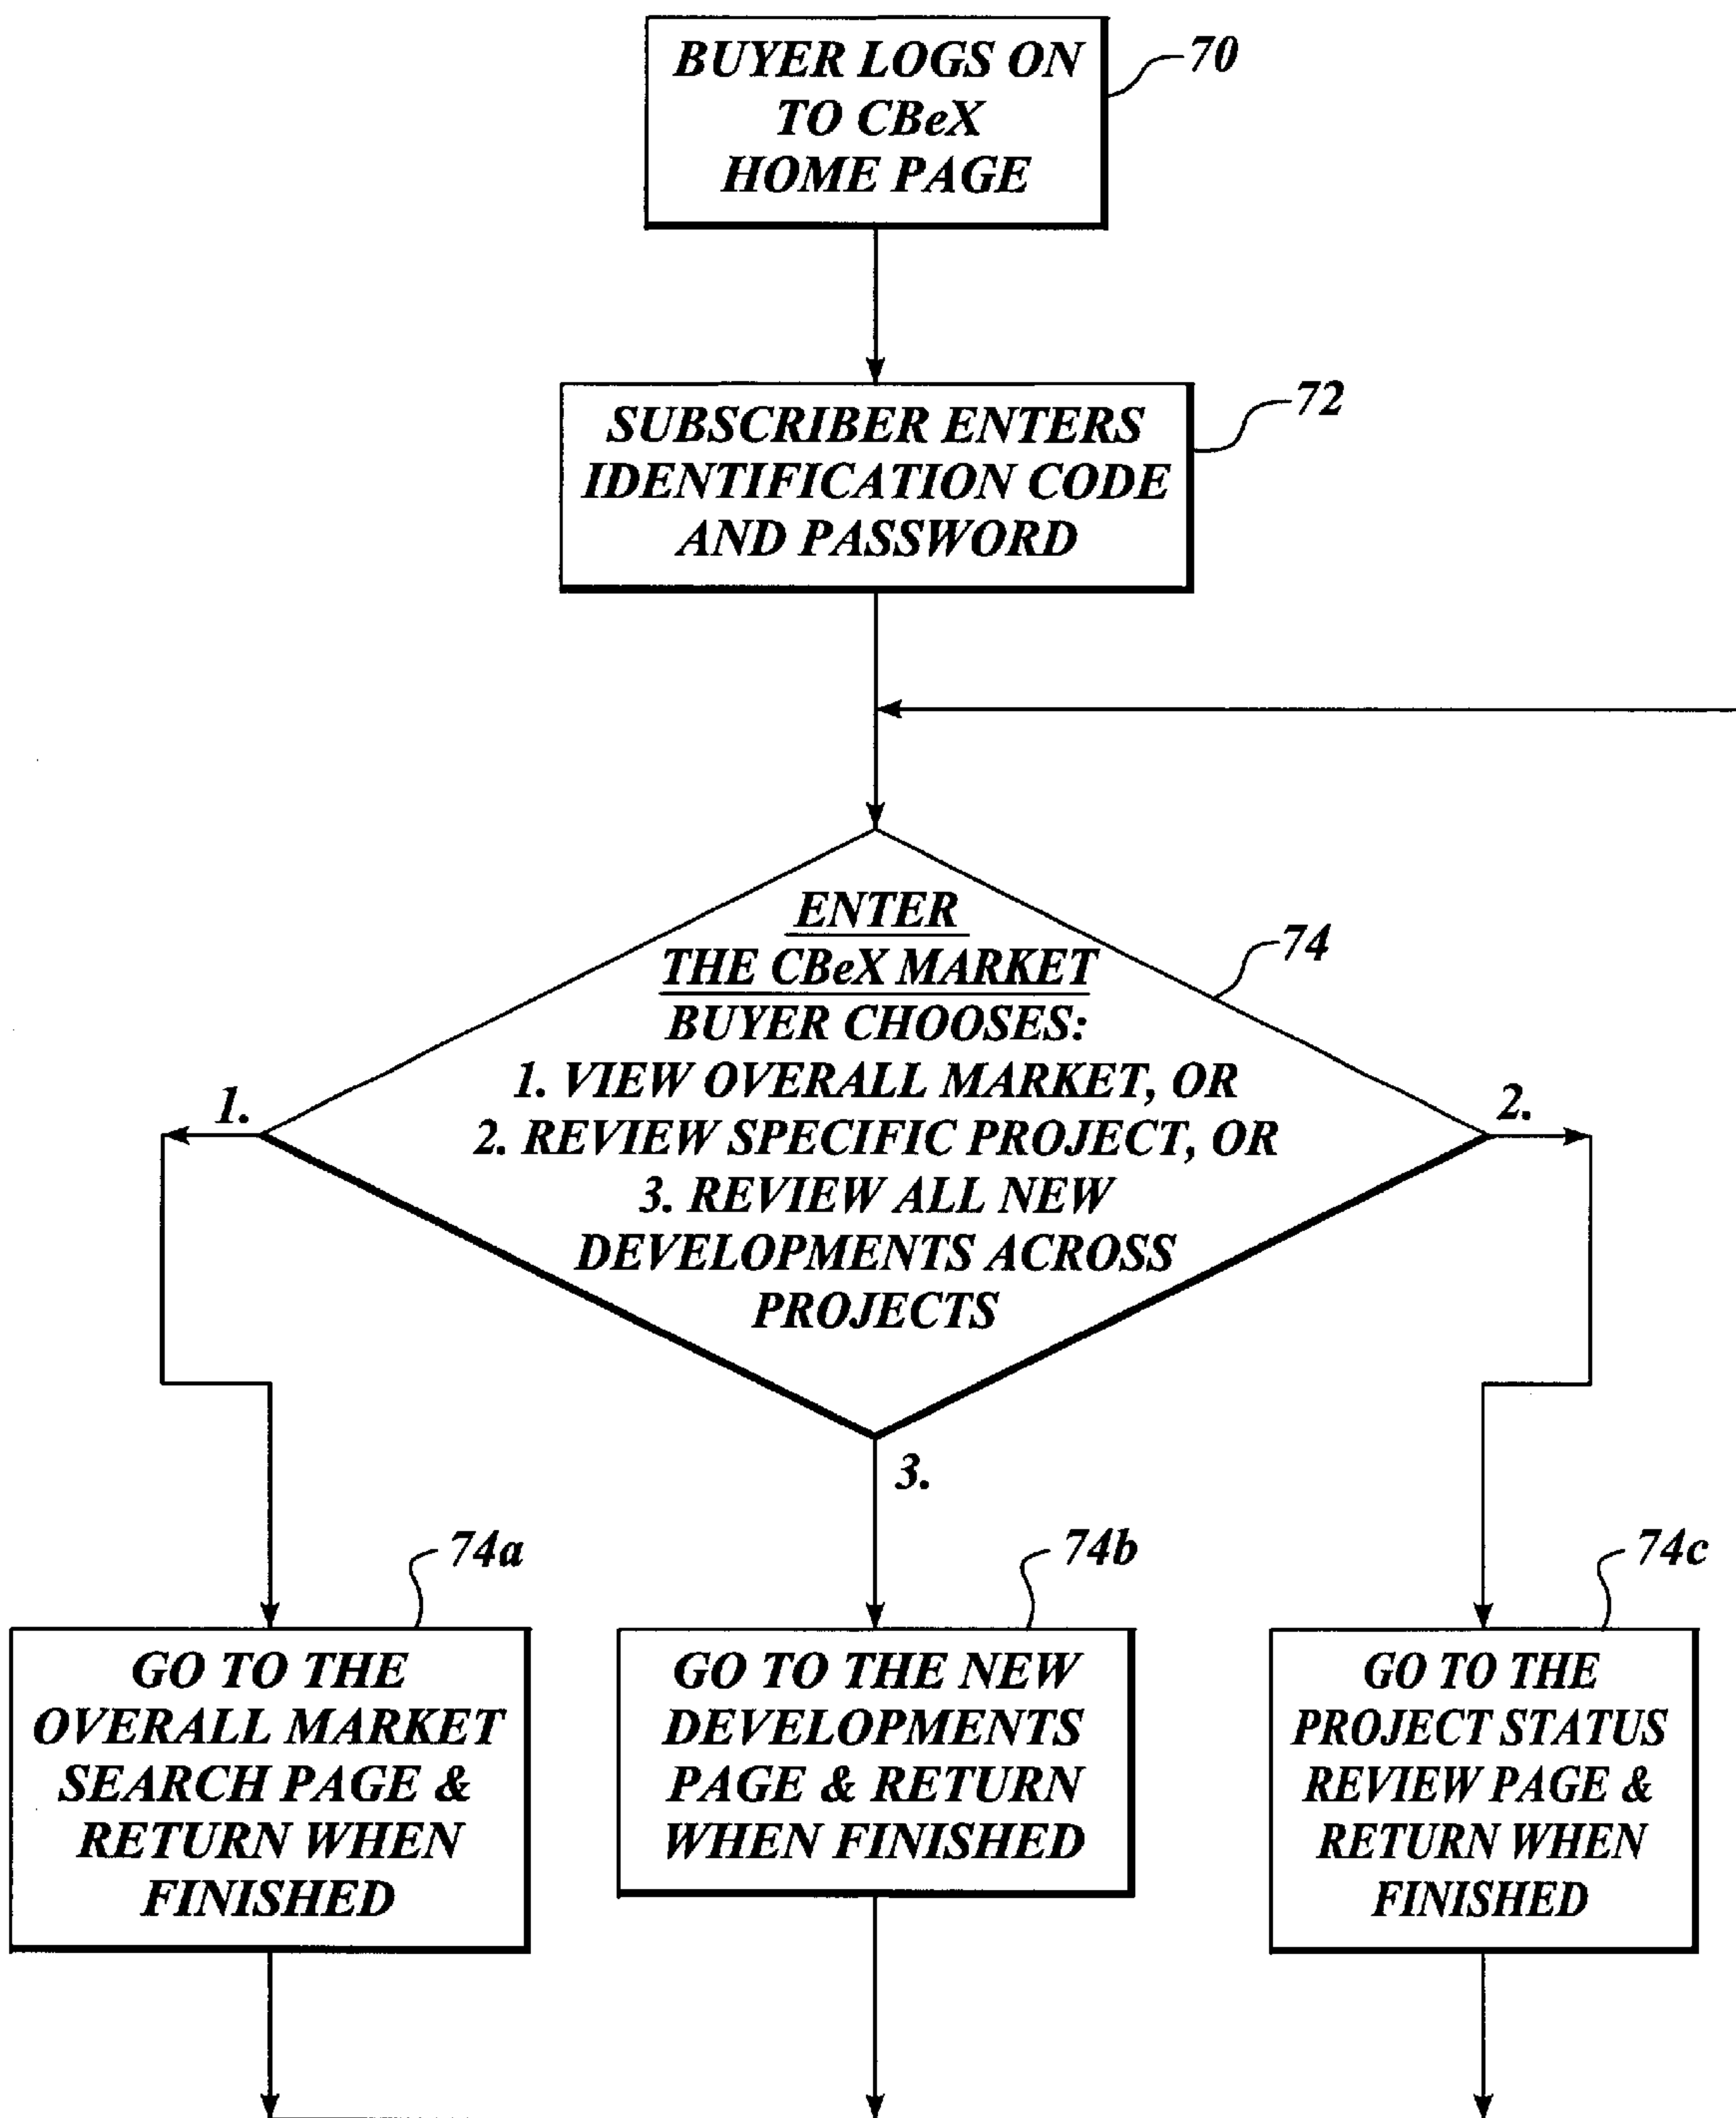 BUYER LOGS ON
TO CBeX
HOME PAGE
70
SUBSCRIBER ENTERS
IDENTIFICATION CODE
AND PASSWORD
72
ENTER
THE CBeX MARKET
BUYER CHOOSES:
1. VIEW OVERALL MARKET, OR
2. REVIEW SPECIFIC PROJECT, OR
3. REVIEW ALL NEW
DEVELOPMENTS ACROSS
PROJECTS
74
1.
2.
3.
74a
GO TO THE
OVERALL MARKET
SEARCH PAGE &
RETURN WHEN
FINISHED
74b
GO TO THE NEW
DEVELOPMENTS
PAGE & RETURN
WHEN FINISHED
74c
GO TO THE
PROJECT STATUS
REVIEW PAGE &
RETURN WHEN
FINISHED